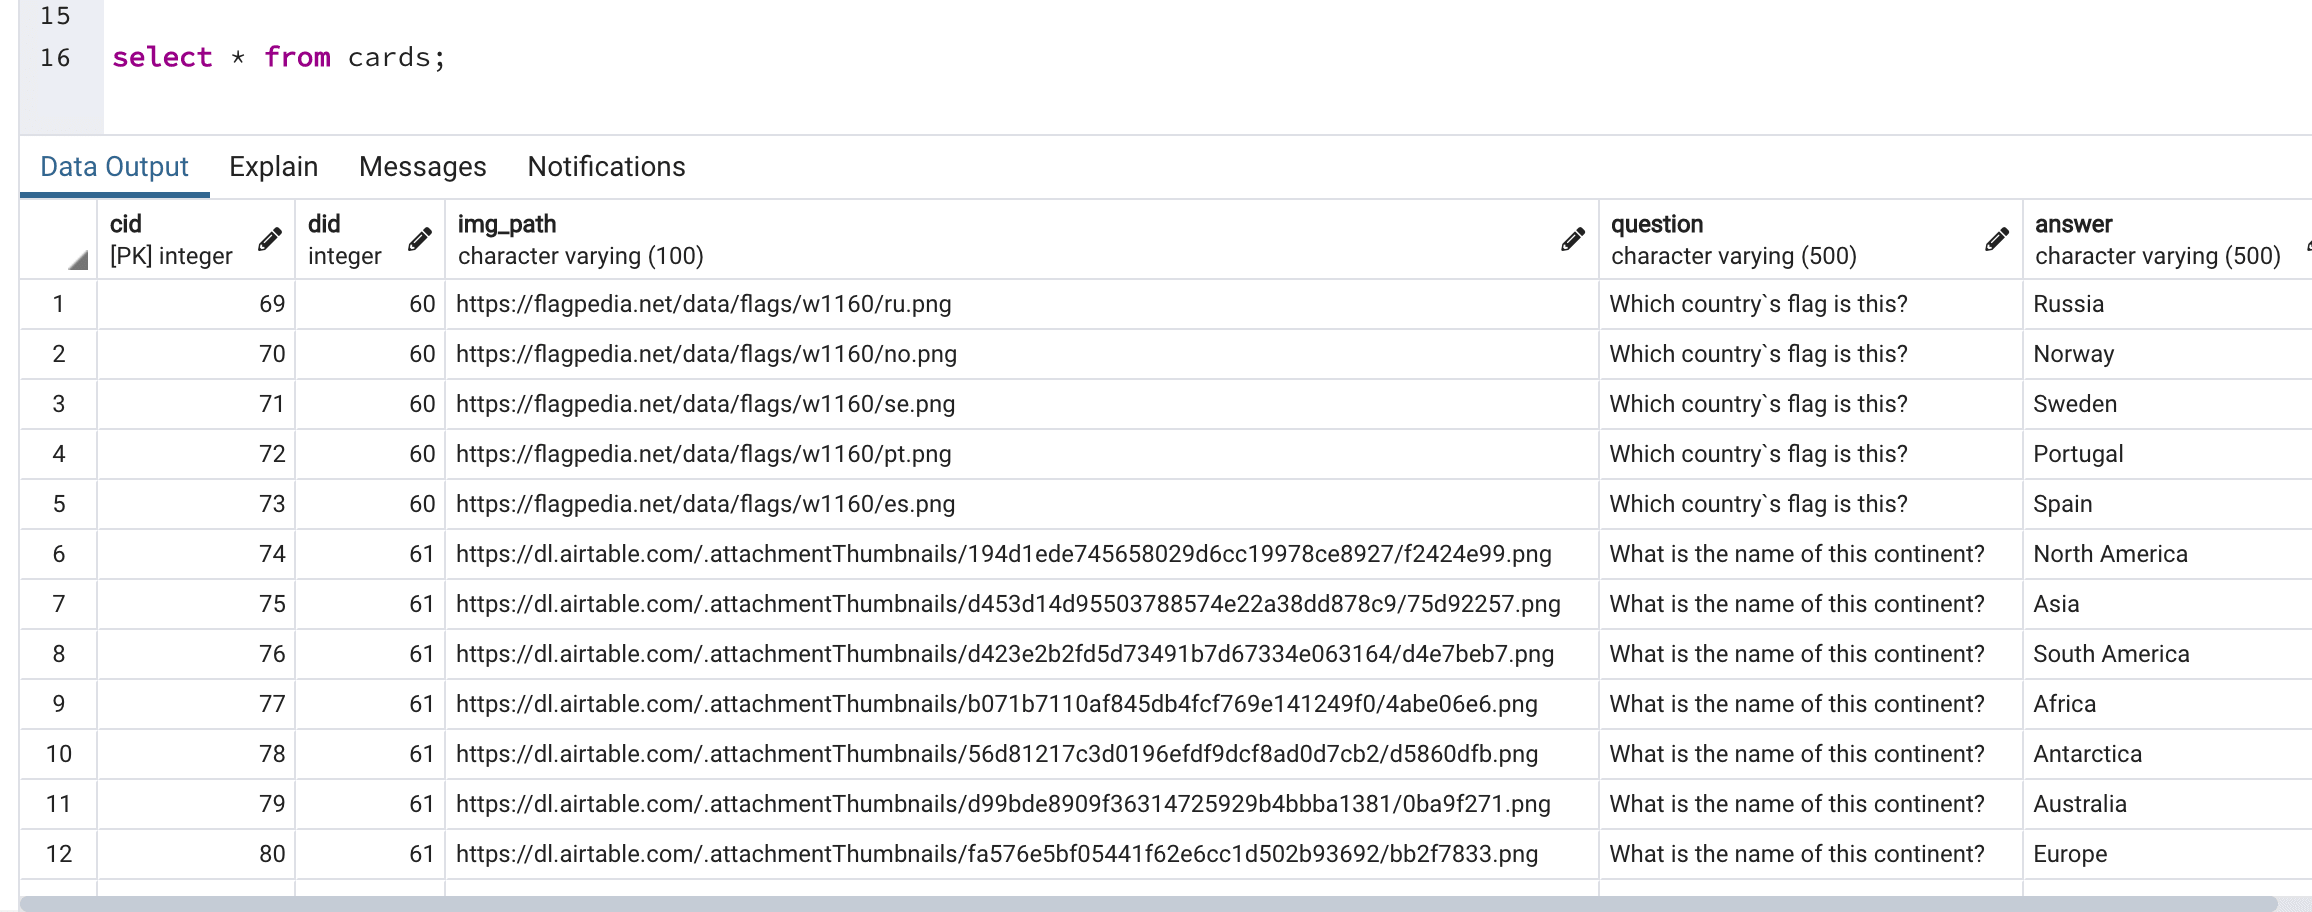 15
16 select * from cards;
Data Output Explain Messages Notifications
cid did img_path question answer
[PK] integer integer character varying (100) character varying (500) character varying (500)
1 69 60 https://flagpedia.net/data/flags/w1160/ru.png Which country`s flag is this? Russia
2 70 60 https://flagpedia.net/data/flags/w1160/no.png Which country`s flag is this? Norway
3 71 60 https://flagpedia.net/data/flags/w1160/se.png Which country`s flag is this? Sweden
4 72 60 https://flagpedia.net/data/flags/w1160/pt.png Which country`s flag is this? Portugal
5 73 60 https://flagpedia.net/data/flags/w1160/es.png Which country`s flag is this? Spain
6 74 61 https://dl.airtable.com/.attachmentThumbnails/194d1ede745658029d6cc19978ce8927/f2424e99.png What is the name of this continent? North America
7 75 61 https://dl.airtable.com/.attachmentThumbnails/d453d14d95503788574e22a38dd878c9/75d92257.png What is the name of this continent? Asia
8 76 61 https://dl.airtable.com/.attachmentThumbnails/d423e2b2fd5d73491b7d67334e063164/d4e7beb7.png What is the name of this continent? South America
9 77 61 https://dl.airtable.com/.attachmentThumbnails/b071b7110af845db4fcf769e141249f0/4abe06e6.png What is the name of this continent? Africa
10 78 61 https://dl.airtable.com/.attachmentThumbnails/56d81217c3d0196efdf9dcf8ad0d7cb2/d5860dfb.png What is the name of this continent? Antarctica
11 79 61 https://dl.airtable.com/.attachmentThumbnails/d99bde8909f36314725929b4bbba1381/0ba9f271.png What is the name of this continent? Australia
12 80 61 https://dl.airtable.com/.attachmentThumbnails/fa576e5bf05441f62e6cc1d502b93692/bb2f7833.png What is the name of this continent? Europe